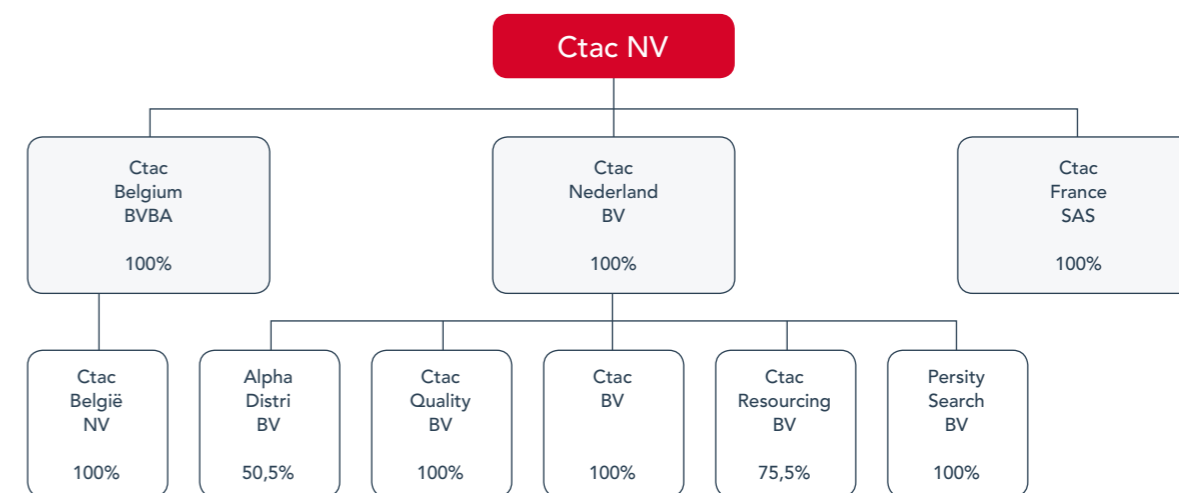 Ctac NV
Ctac
Belgium
BVBA
100%
Ctac
Nederland
BV
100%
Ctac
France
SAS
100%
Ctac
België
NV
100%
Alpha
Distri
BV
50,5%
Ctac
Quality
BV
100%
Ctac
BV
100%
Ctac
Resourcing
BV
75,5%
Persity
Search
BV
100%